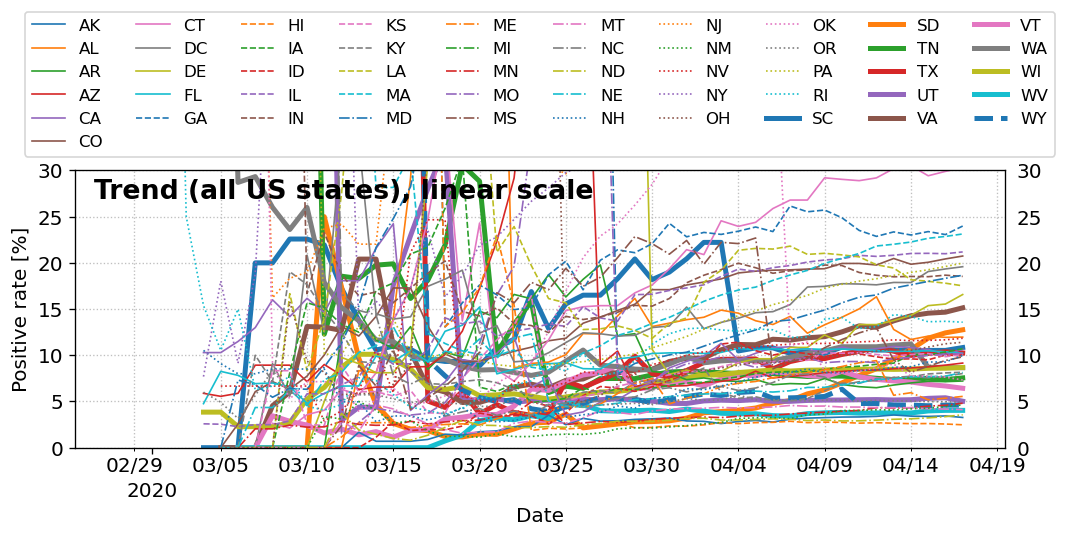 AK CT HI KS ME MT NJ OK SD VT
AL DC IA KY MI NC NM OR TN WA
AR DE ID LA MN ND NV PA TX WI
AZ FL IL MA MO NE NY RI UT WV
CA GA IN MD MS NH OH SC VA WY
CO
Trend (all US states), linear scale
30 30
25 25
20 20
15 15
10 10
5 5
0 0
Positive rate [%]
02/29 03/05 03/10 03/15 03/20 03/25 03/30 04/04 04/09 04/14 04/19
2020
Date